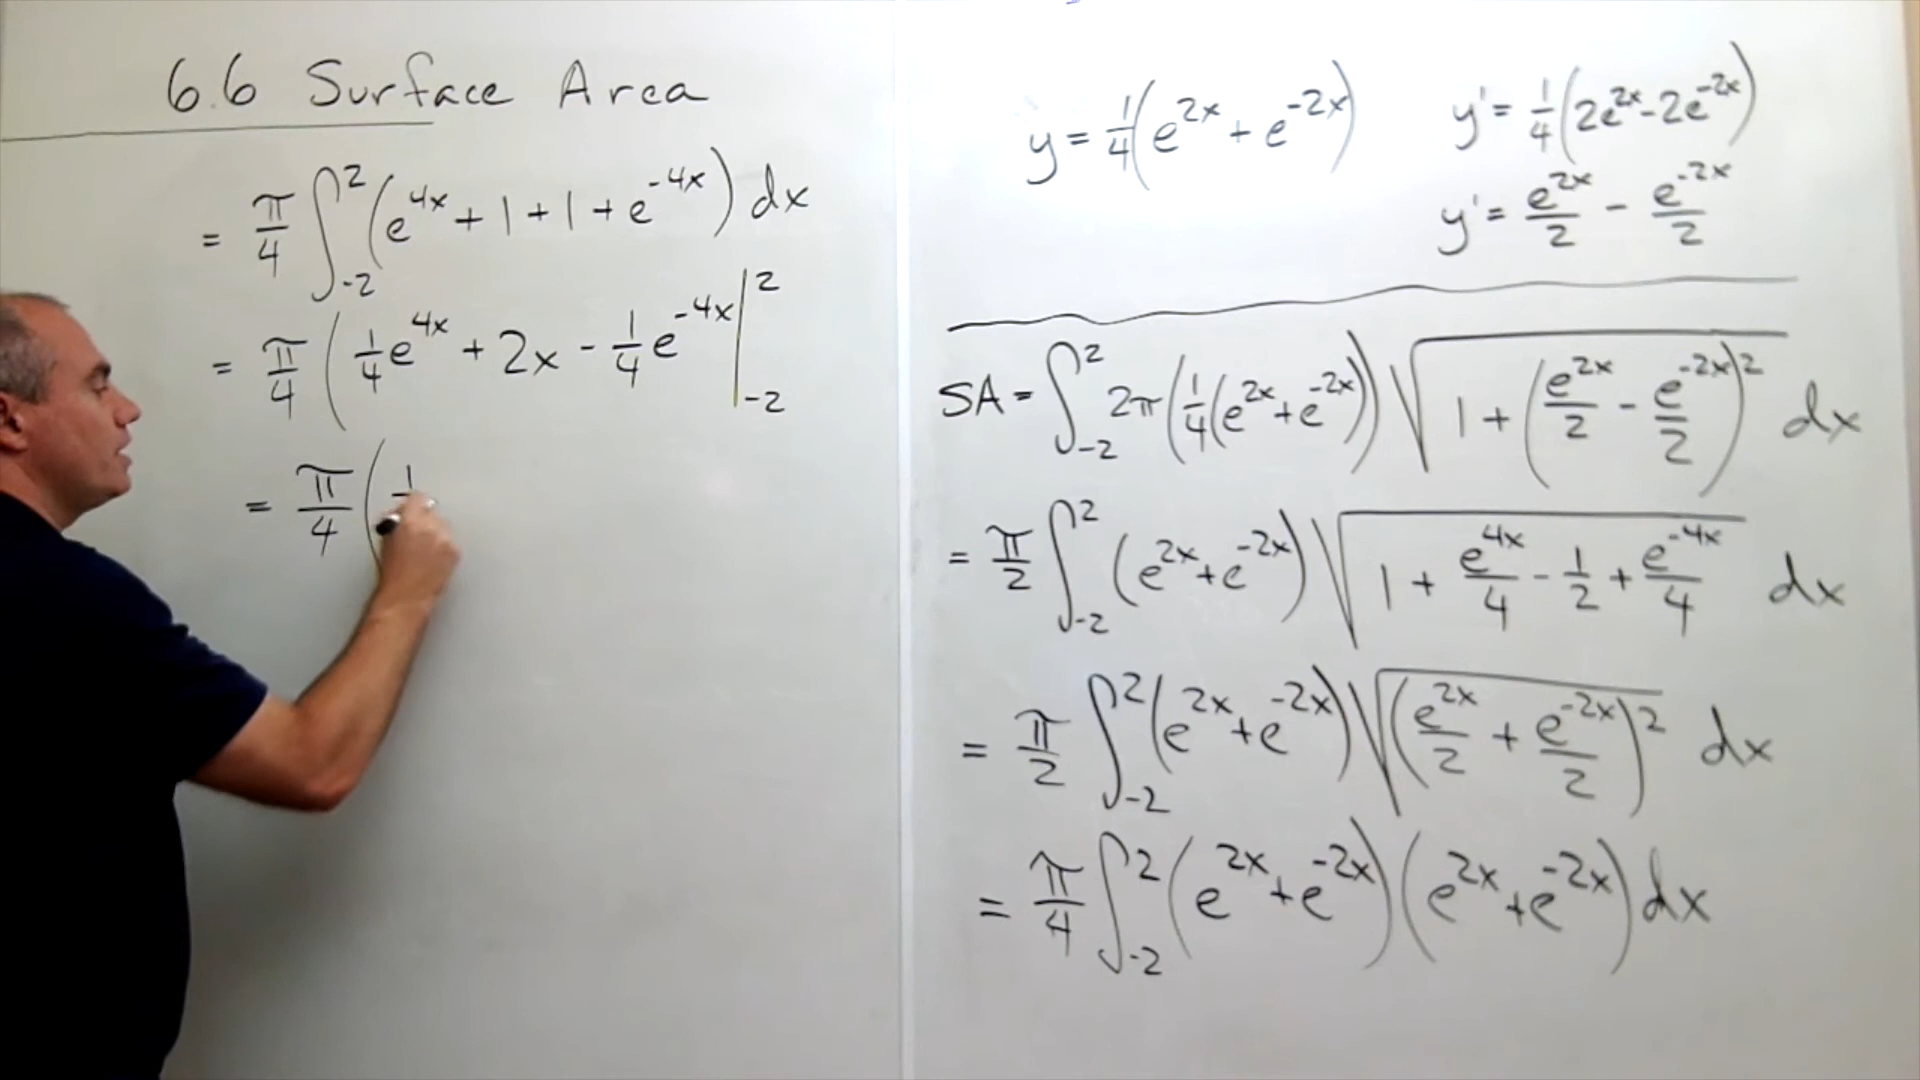 6.6 Surface Area
= π/4 ∫_{-2}^{2} (e^{4x} + 1 + 1 + e^{-4x}) dx
= π/4 ( 1/4 e^{4x} + 2x - 1/4 e^{-4x} |_{-2}^{2}
= π/4 ( 1
y = 1/4 (e^{2x} + e^{-2x})
y' = 1/4 (2e^{2x} - 2e^{-2x})
y' = e^{2x}/2 - e^{-2x}/2
SA = ∫_{-2}^{2} 2π (1/4 (e^{2x} + e^{-2x})) √(1 + (e^{2x}/2 - e^{-2x}/2)^2) dx
= π/2 ∫_{-2}^{2} (e^{2x} + e^{-2x}) √(1 + e^{4x}/4 - 1/2 + e^{-4x}/4) dx
= π/2 ∫_{-2}^{2} (e^{2x} + e^{-2x}) √((e^{2x}/2 + e^{-2x}/2)^2) dx
= π/4 ∫_{-2}^{2} (e^{2x} + e^{-2x}) (e^{2x} + e^{-2x}) dx